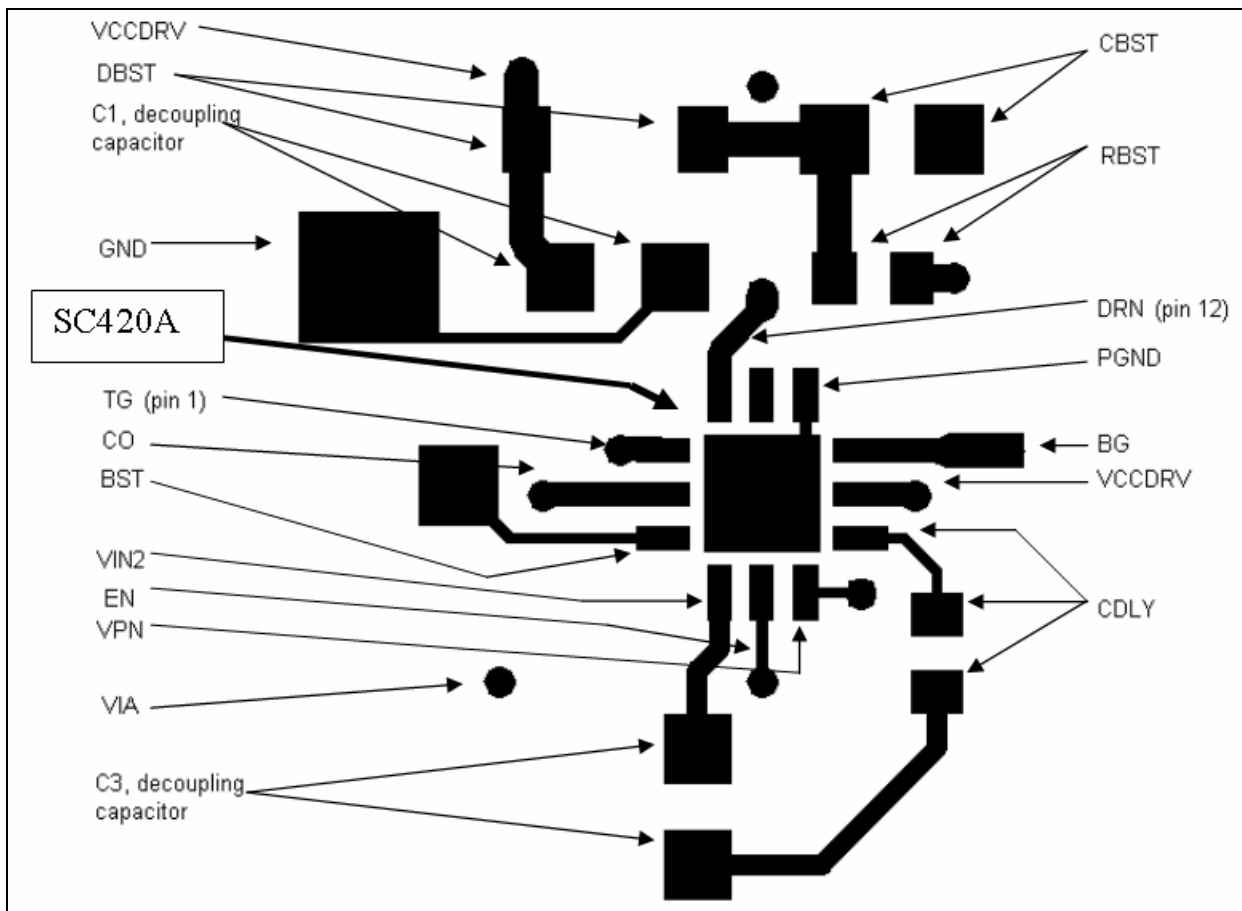 VCCDRV
DBST
C1, decoupling
capacitor
GND
SC420A
TG (pin 1)
CO
BST
VIN2
EN
VPN
VIA
C3, decoupling
capacitor
CBST
RBST
DRN (pin 12)
PGND
BG
VCCDRV
CDLY